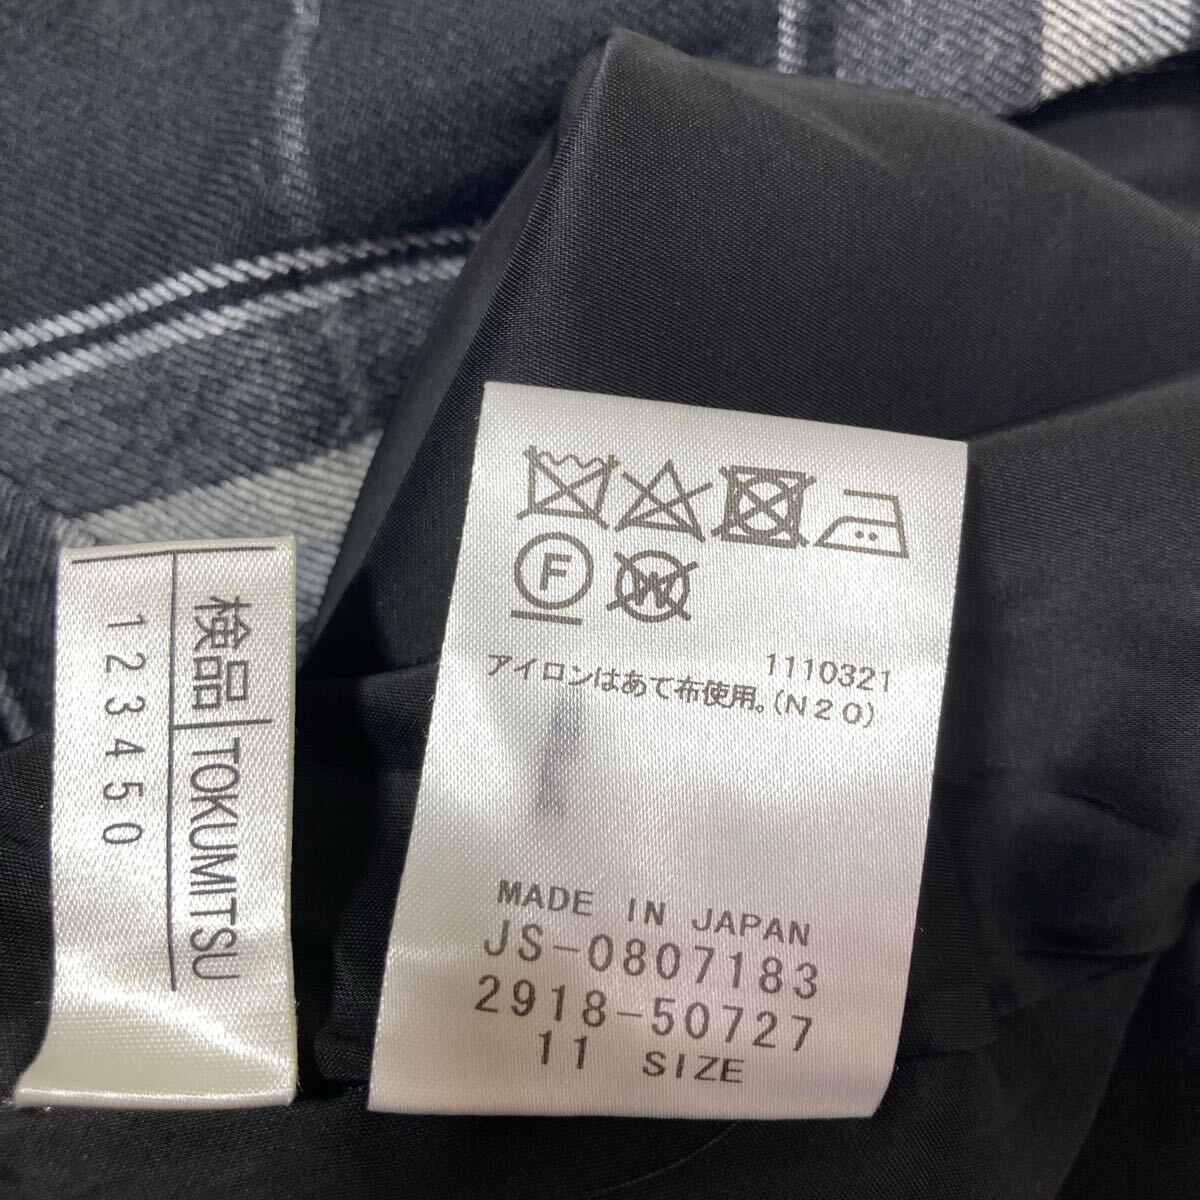 F W
1110321
アイロンはあて布使用。(N20)
MADE IN JAPAN
JS-0807183
2918-50727
11 SIZE
検品 TOKUMITSU
123450